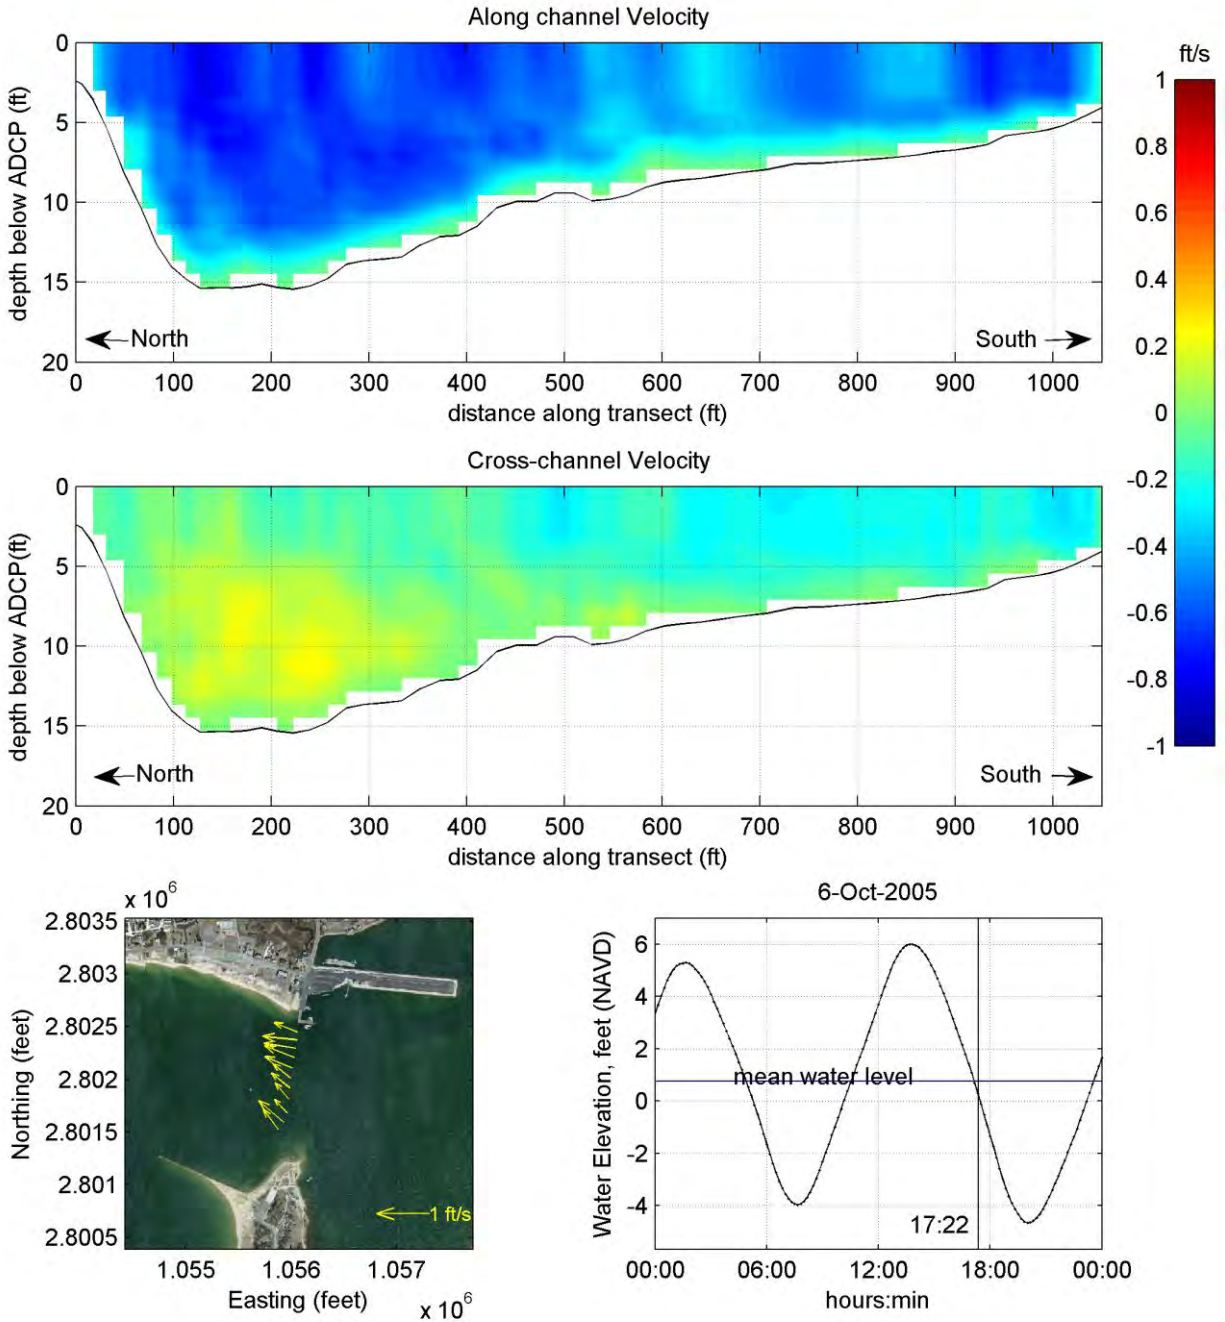 Along channel Velocity
ft/s
0
5
10
15
20
depth below ADCP (ft)
North
South
0 100 200 300 400 500 600 700 800 900 1000
distance along transect (ft)
1
0.8
0.6
0.4
0.2
0
-0.2
-0.4
-0.6
-0.8
-1
Cross-channel Velocity
0
5
10
15
20
depth below ADCP(ft)
North
South
0 100 200 300 400 500 600 700 800 900 1000
distance along transect (ft)
x 10^6
2.8035
2.803
2.8025
2.802
2.8015
2.801
2.8005
Northing (feet)
1 ft/s
1.055 1.056 1.057
Easting (feet)
x 10^6
6-Oct-2005
6
4
2
0
-2
-4
Water Elevation, feet (NAVD)
mean water level
17:22
00:00 06:00 12:00 18:00 00:00
hours:min